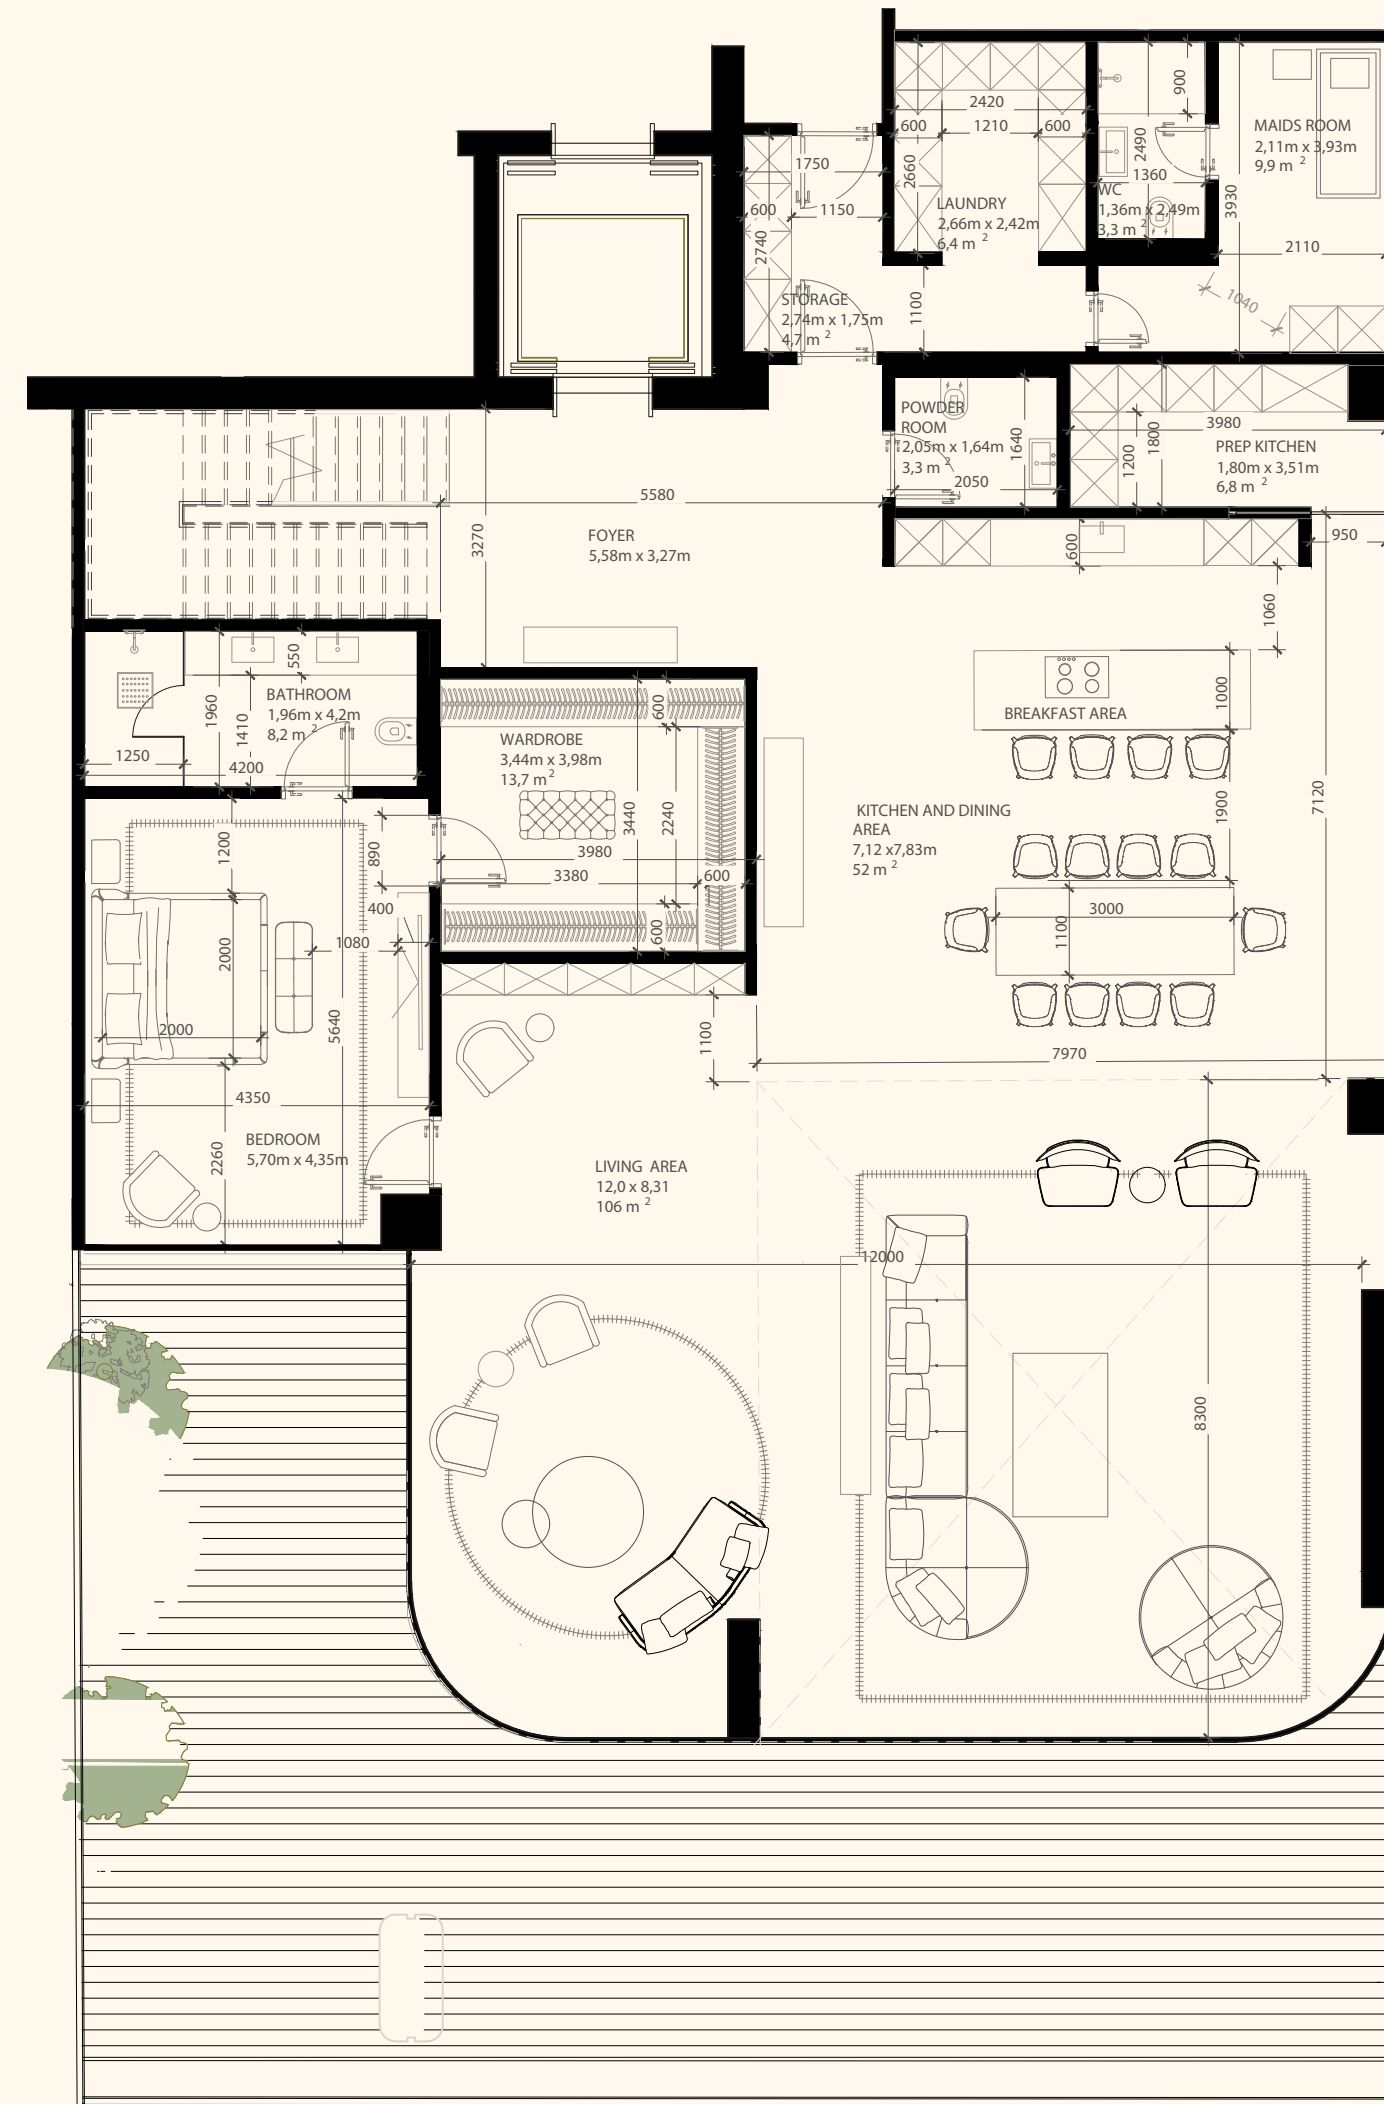 900
2420
600
1210
600
MAIDS ROOM
2,11m x 3,93m
9,9 m 2
2490
1750
2660
1360
WC
1,36m x 2,49m
3,3 m 2
3930
600
1150
LAUNDRY
2,66m x 2,42m
6,4 m 2
2740
2110
STORAGE
2,74m x 1,75m
4,7 m 2
1100
1040
POWDER
ROOM
2,05m x 1,64m
3,3 m 2
1640
2050
3980
1200
1800
PREP KITCHEN
1,80m x 3,51m
6,8 m 2
5580
3270
FOYER
5,58m x 3,27m
600
950
1060
550
BATHROOM
1,96m x 4,2m
8,2 m 2
1960
1410
1250
4200
600
WARDROBE
3,44m x 3,98m
13,7 m 2
3440
2240
3980
3380
600
600
1000
BREAKFAST AREA
1900
7120
KITCHEN AND DINING
AREA
7,12 x7,83m
52 m 2
1200
890
400
1080
2000
2000
5640
3000
1100
1100
7970
4350
BEDROOM
5,70m x 4,35m
2260
LIVING AREA
12,0 x 8,31
106 m 2
12000
8300